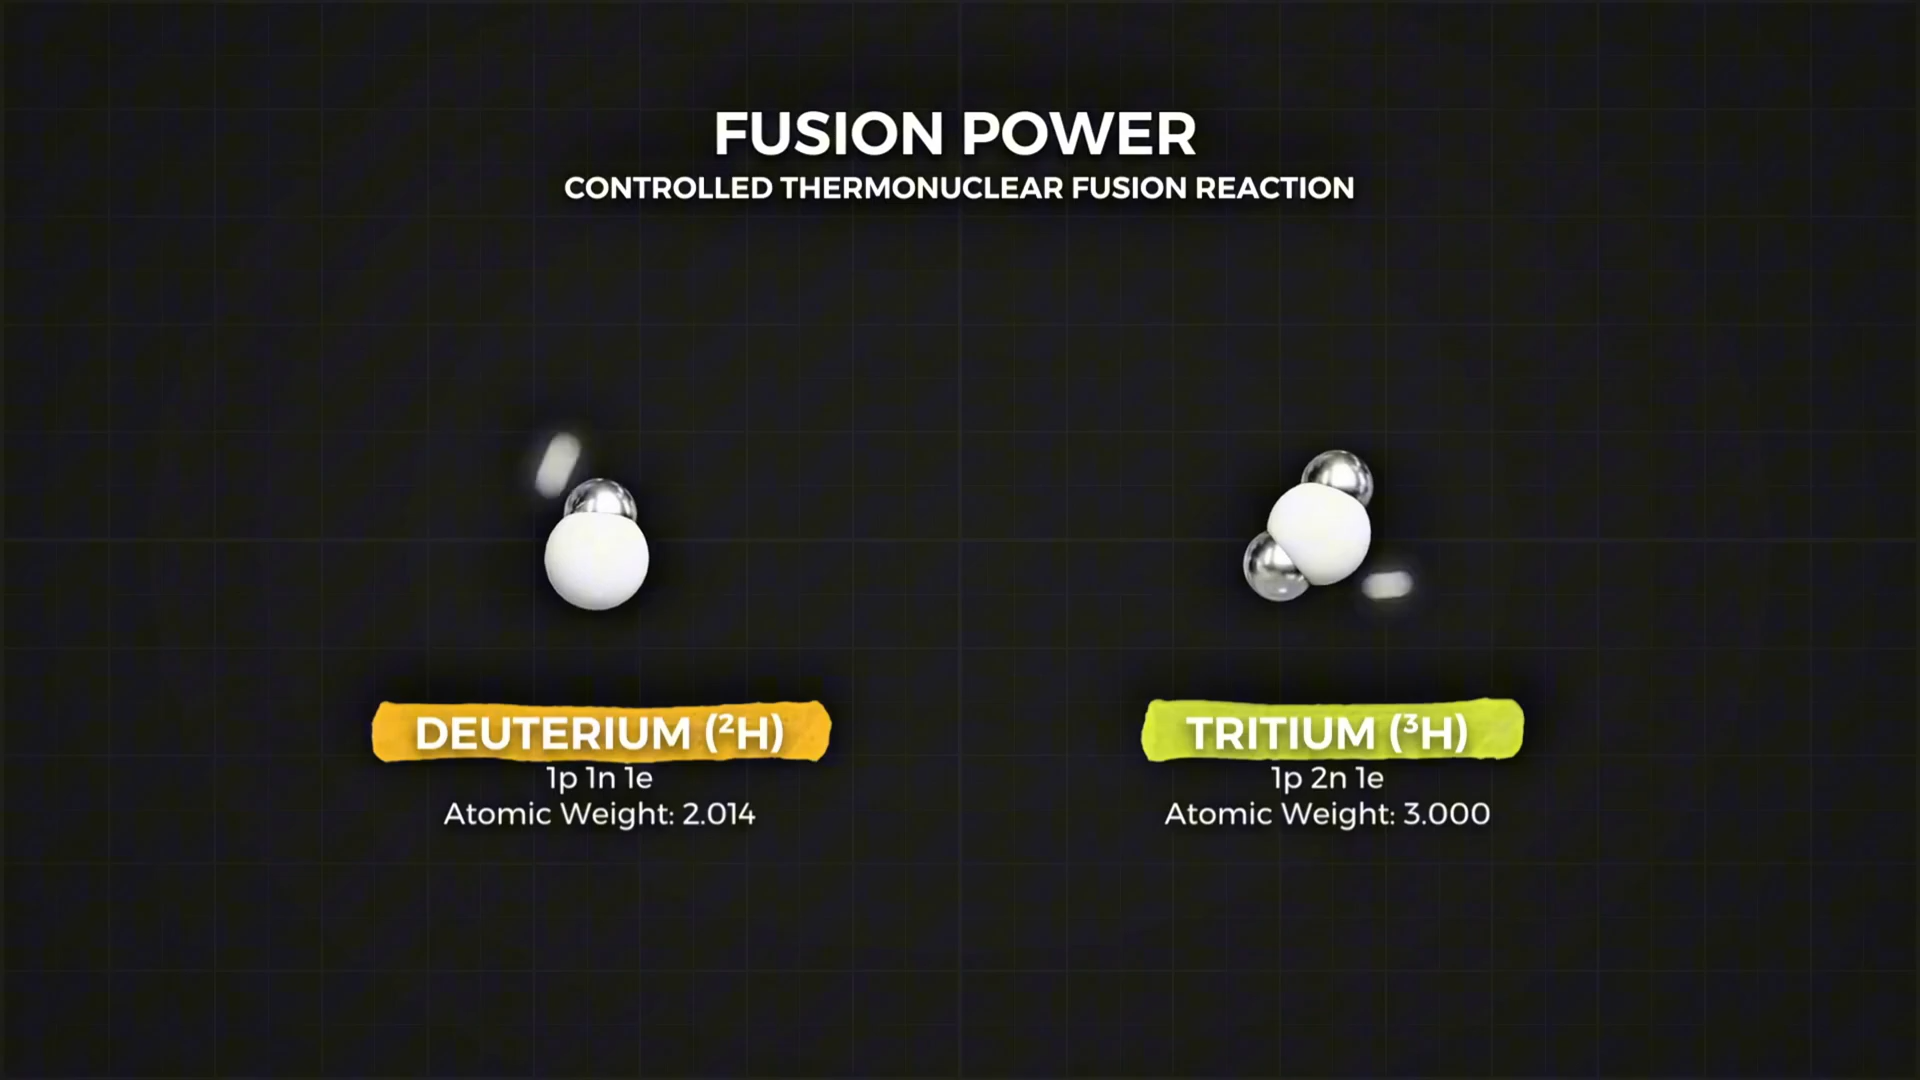 FUSION POWER
CONTROLLED THERMONUCLEAR FUSION REACTION
DEUTERIUM (²H)
1p 1n 1e
Atomic Weight: 2.014
TRITIUM (³H)
1p 2n 1e
Atomic Weight: 3.000